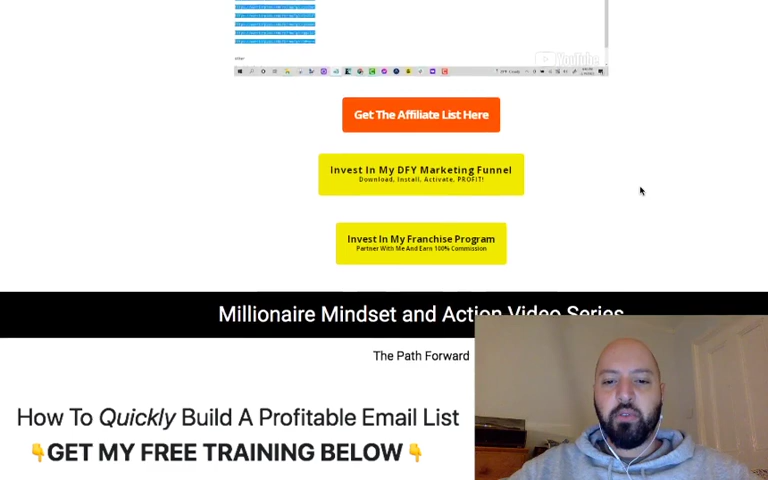 YouTube
Get The Affiliate List Here
Invest In My DFY Marketing Funnel
Download, Install, Activate, PROFIT!
Invest In My Franchise Program
Partner With Me And Earn 100% Commission
Millionaire Mindset and Action Video Series
The Path Forward
How To Quickly Build A Profitable Email List
👇GET MY FREE TRAINING BELOW👇